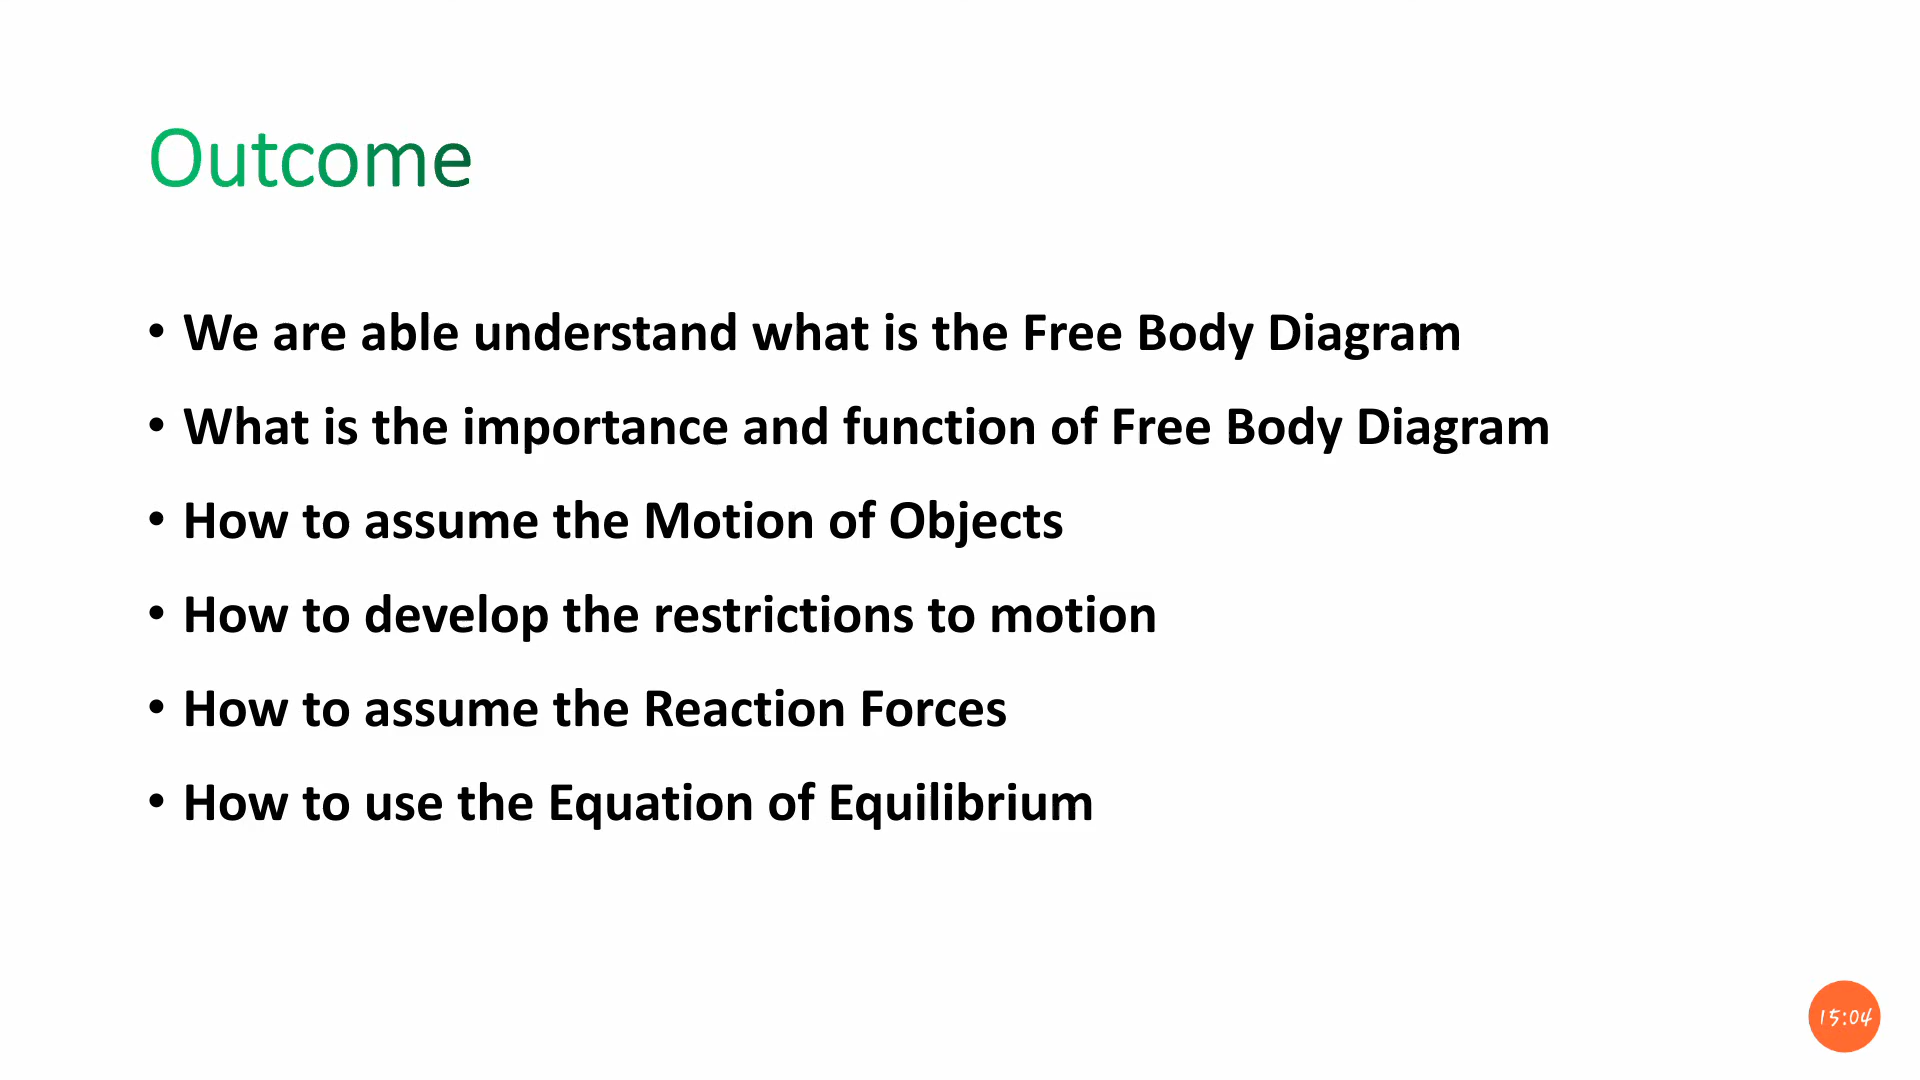 Outcome
• We are able understand what is the Free Body Diagram
• What is the importance and function of Free Body Diagram
• How to assume the Motion of Objects
• How to develop the restrictions to motion
• How to assume the Reaction Forces
• How to use the Equation of Equilibrium
15:04